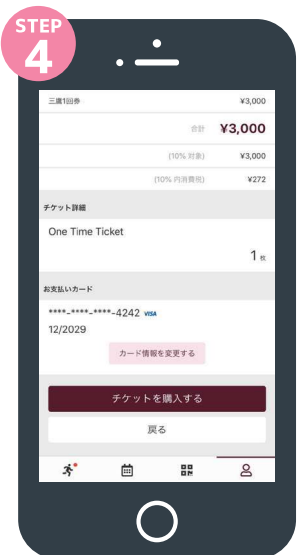 STEP
4
三鷹1回券 ¥3,000
合計 ¥3,000
(10% 対象) ¥3,000
(10% 内消費税) ¥272
チケット詳細
One Time Ticket
1 枚
お支払いカード
****-****-****-4242 VISA
12/2029
カード情報を変更する
チケットを購入する
戻る